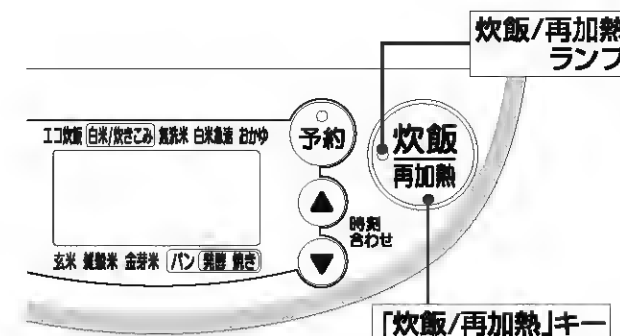 炊飯/再加熱
ランプ
エコ炊飯 白米/炊きこみ 無洗米 白米急速 おかゆ
予約
炊飯
再加熱
▲
時刻
合わせ
▼
玄米 雑穀米 金芽米 パン 発酵 焼き
「炊飯/再加熱」キー